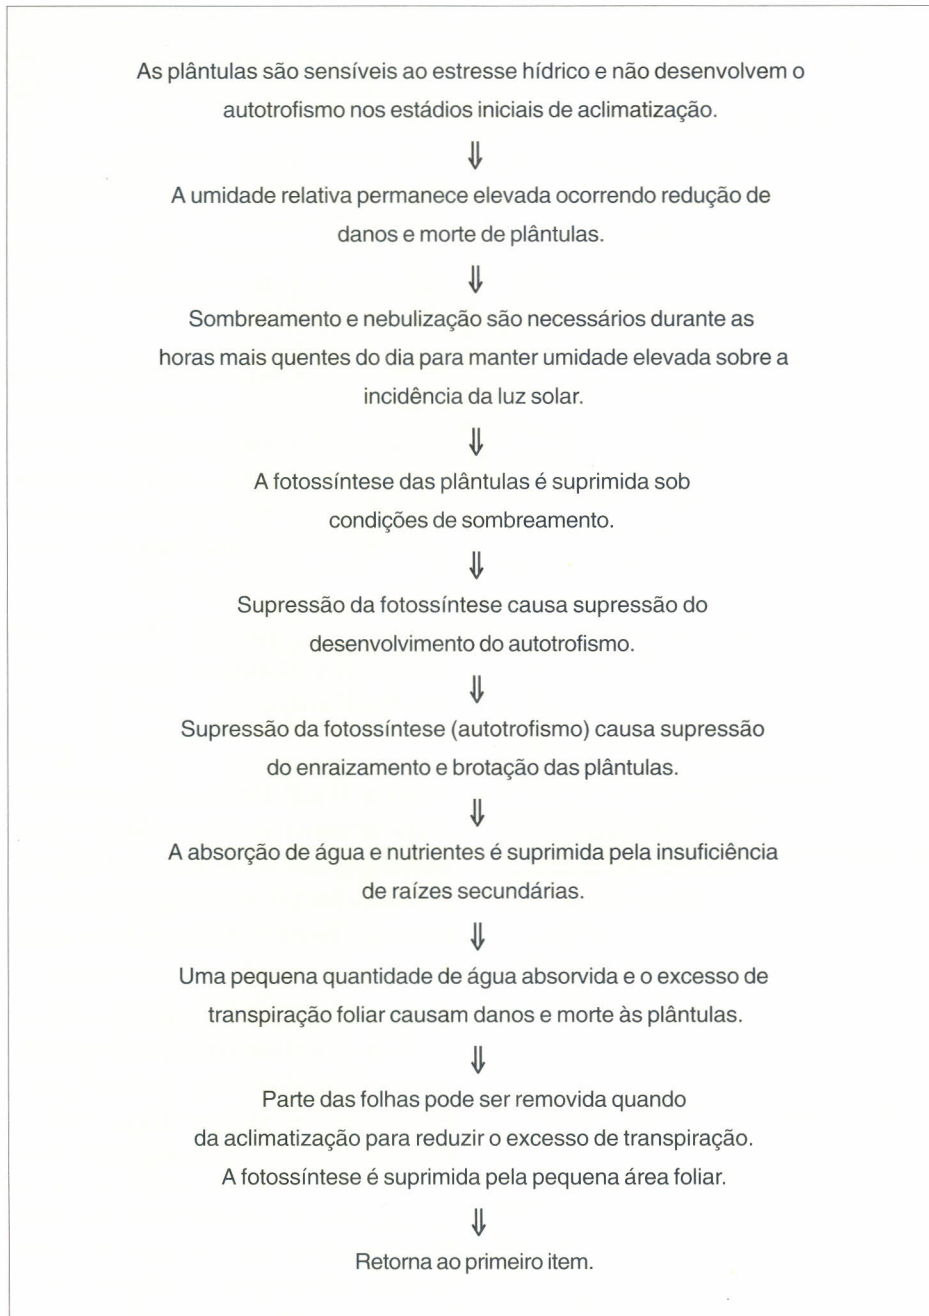 As plântulas são sensíveis ao estresse hídrico e não desenvolvem o
autotrofismo nos estádios iniciais de aclimatização.
⇓
A umidade relativa permanece elevada ocorrendo redução de
danos e morte de plântulas.
⇓
Sombreamento e nebulização são necessários durante as
horas mais quentes do dia para manter umidade elevada sobre a
incidência da luz solar.
⇓
A fotossíntese das plântulas é suprimida sob
condições de sombreamento.
⇓
Supressão da fotossíntese causa supressão do
desenvolvimento do autotrofismo.
⇓
Supressão da fotossíntese (autotrofismo) causa supressão
do enraizamento e brotação das plântulas.
⇓
A absorção de água e nutrientes é suprimida pela insuficiência
de raízes secundárias.
⇓
Uma pequena quantidade de água absorvida e o excesso de
transpiração foliar causam danos e morte às plântulas.
⇓
Parte das folhas pode ser removida quando
da aclimatização para reduzir o excesso de transpiração.
A fotossíntese é suprimida pela pequena área foliar.
⇓
Retorna ao primeiro item.